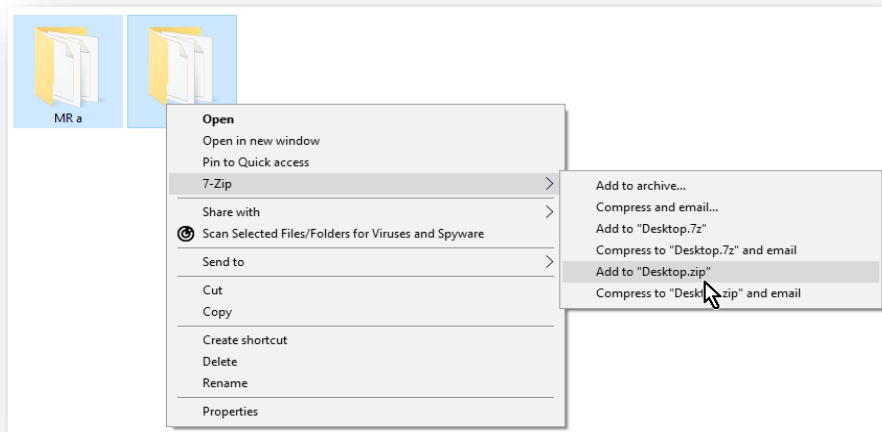 MR a
Open
Open in new window
Pin to Quick access
7-Zip
Share with
Scan Selected Files/Folders for Viruses and Spyware
Send to
Cut
Copy
Create shortcut
Delete
Rename
Properties
Add to archive...
Compress and email...
Add to "Desktop.7z"
Compress to "Desktop.7z" and email
Add to "Desktop.zip"
Compress to "Desktop.zip" and email